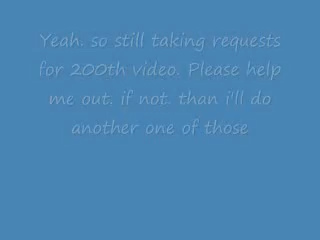 Yeah. so still taking requests
for 200th video. Please help
me out. if not. than i'll do
another one of those